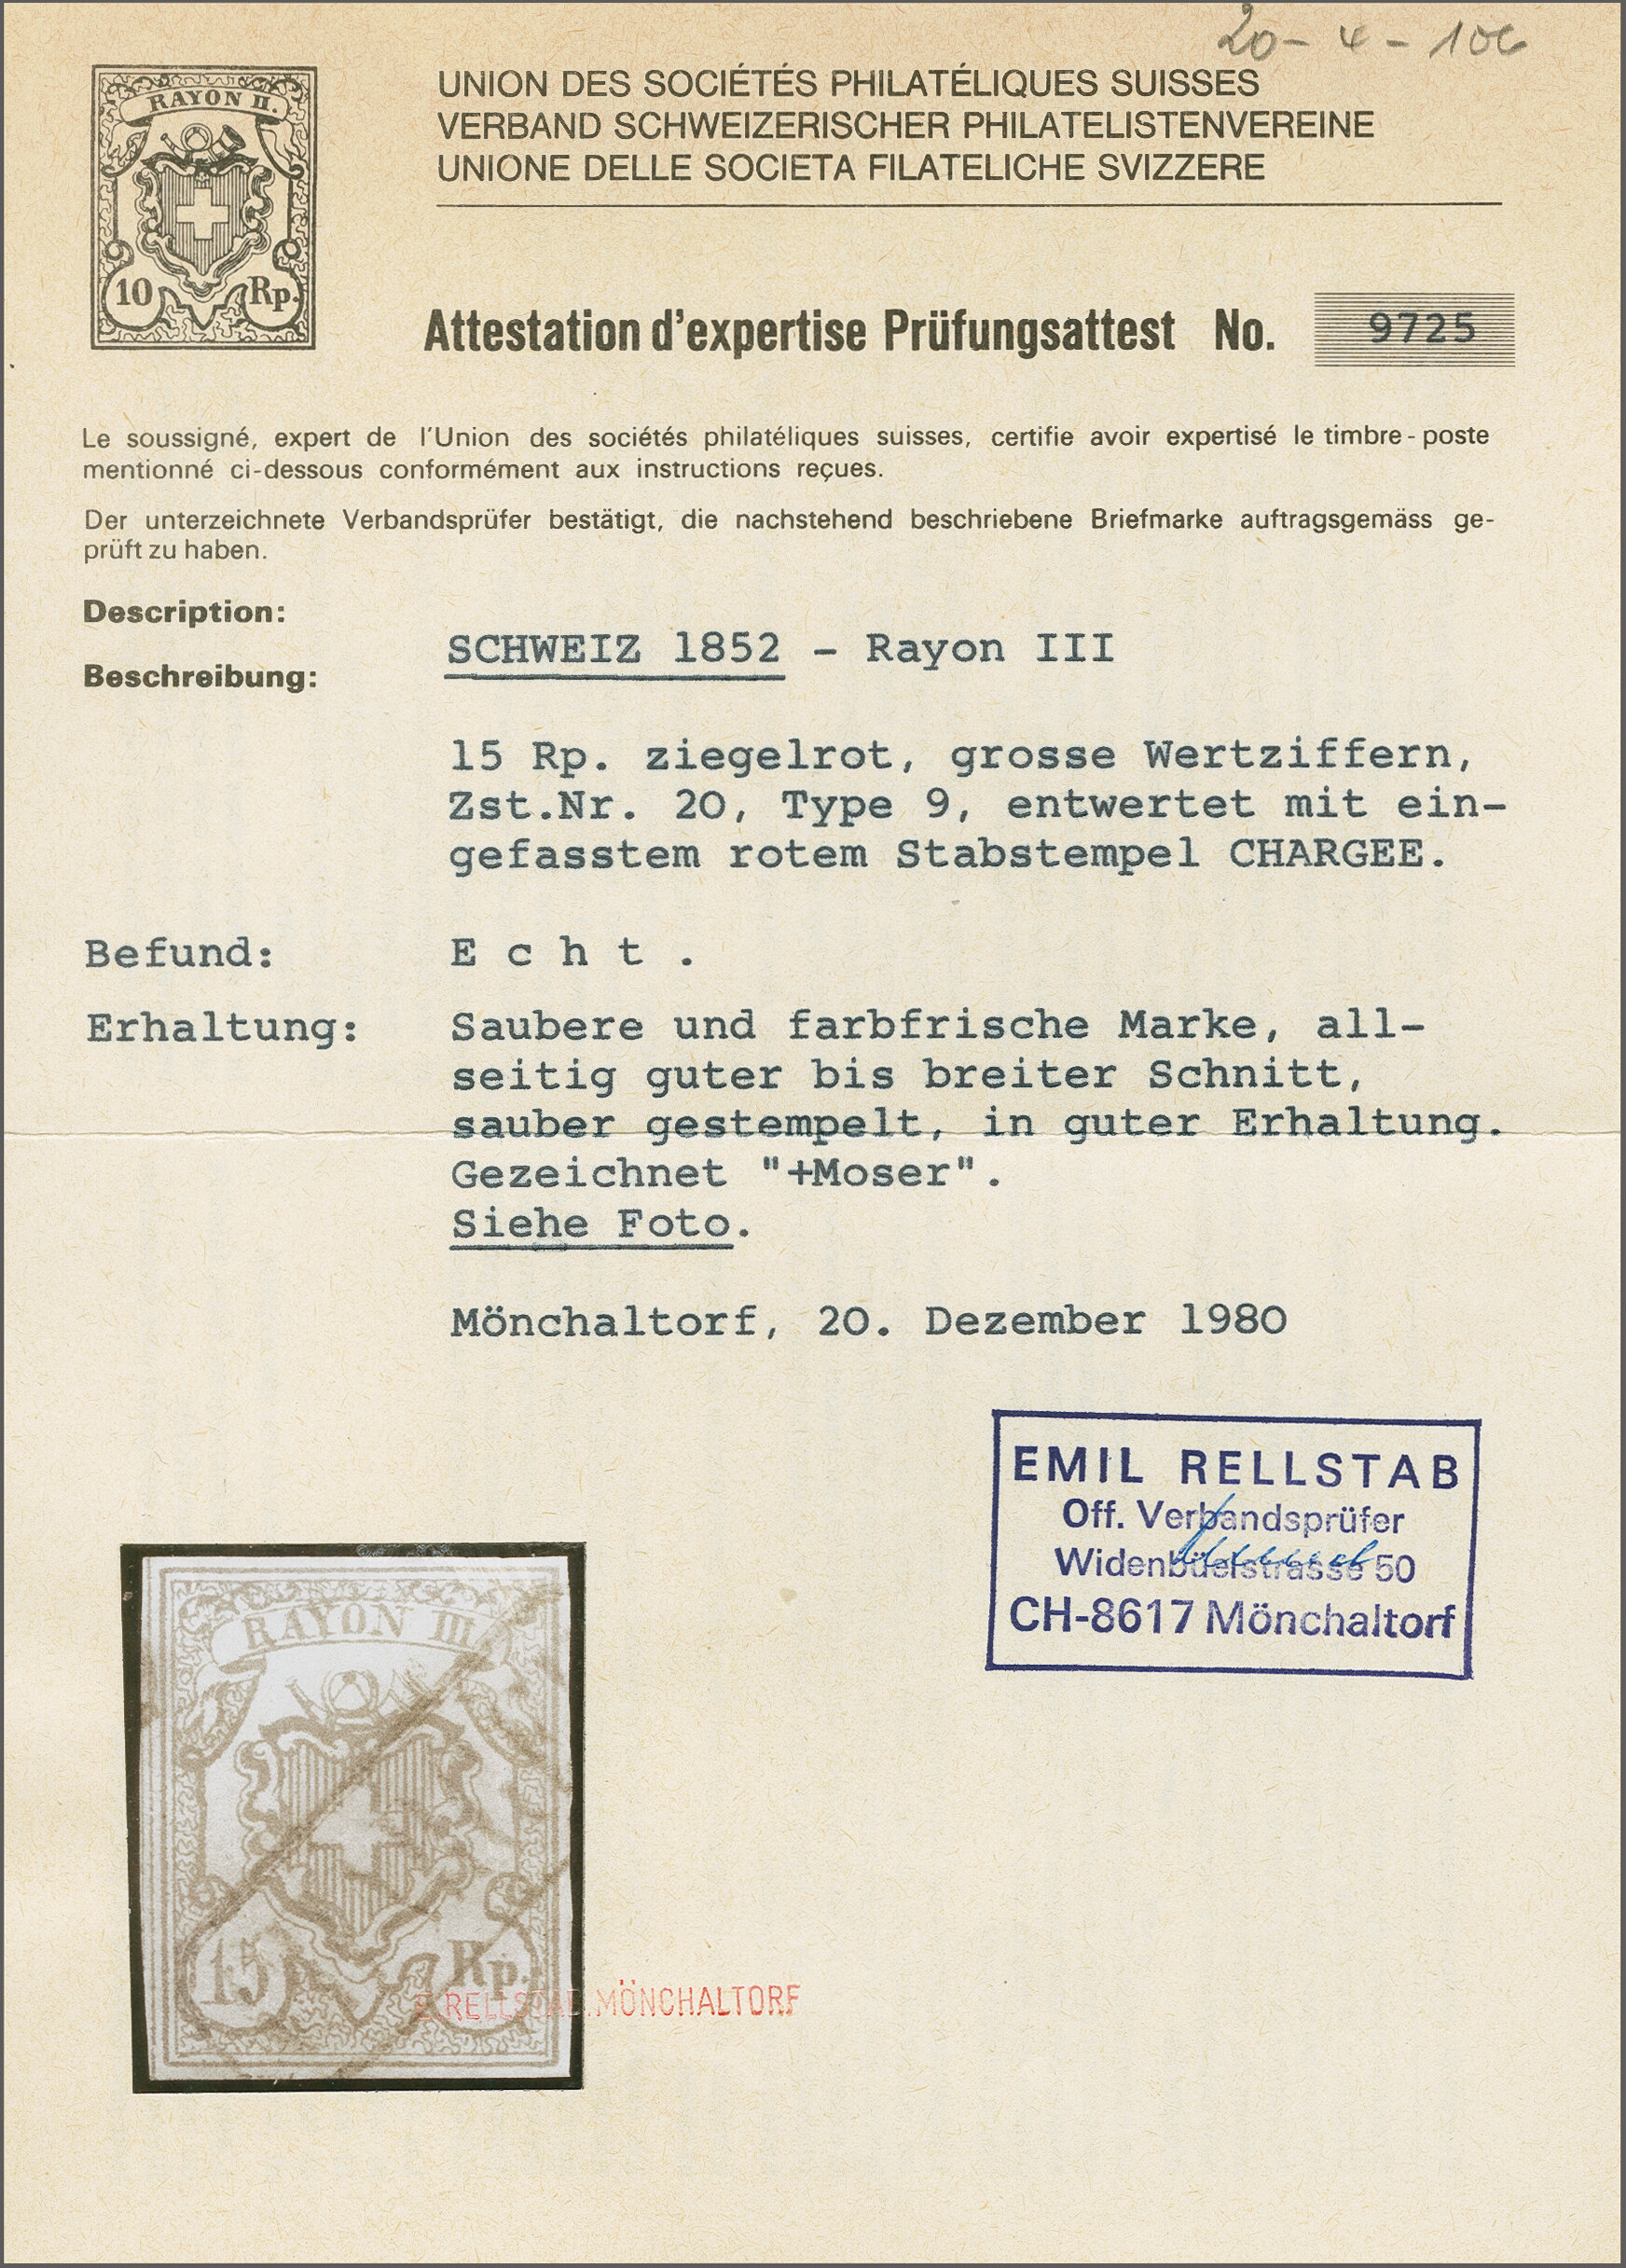 20 - 4 - 106
RAYON II.
10 Rp.
UNION DES SOCIÉTÉS PHILATÉLIQUES SUISSES
VERBAND SCHWEIZERISCHER PHILATELISTENVEREINE
UNIONE DELLE SOCIETA FILATELICHE SVIZZERE
Attestation d'expertise Prüfungsattest No. 9725
Le soussigné, expert de l'Union des sociétés philatéliques suisses, certifie avoir expertisé le timbre-poste
mentionné ci-dessous conformément aux instructions reçues.
Der unterzeichnete Verbandsprüfer bestätigt, die nachstehend beschriebene Briefmarke auftragsgemäss ge-
prüft zu haben.
Description:
SCHWEIZ 1852 - Rayon III
Beschreibung:
15 Rp. ziegelrot, grosse Wertziffern,
Zst.Nr. 20, Type 9, entwertet mit ein-
gefasstem rotem Stabstempel CHARGEE.
Befund: E c h t .
Erhaltung: Saubere und farbfrische Marke, all-
seitig guter bis breiter Schnitt,
sauber gestempelt, in guter Erhaltung.
Gezeichnet "+Moser".
Siehe Foto.
Mönchaltorf, 20. Dezember 1980
EMIL RELLSTAB
Off. Verbandsprüfer
Widenbüelstrasse 50
CH-8617 Mönchaltorf
RAYON III.
15 Rp.
E. RELLSTAB, MÖNCHALTORF